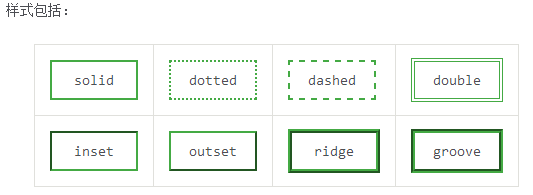 样式包括：
solid dotted dashed double
inset outset ridge groove